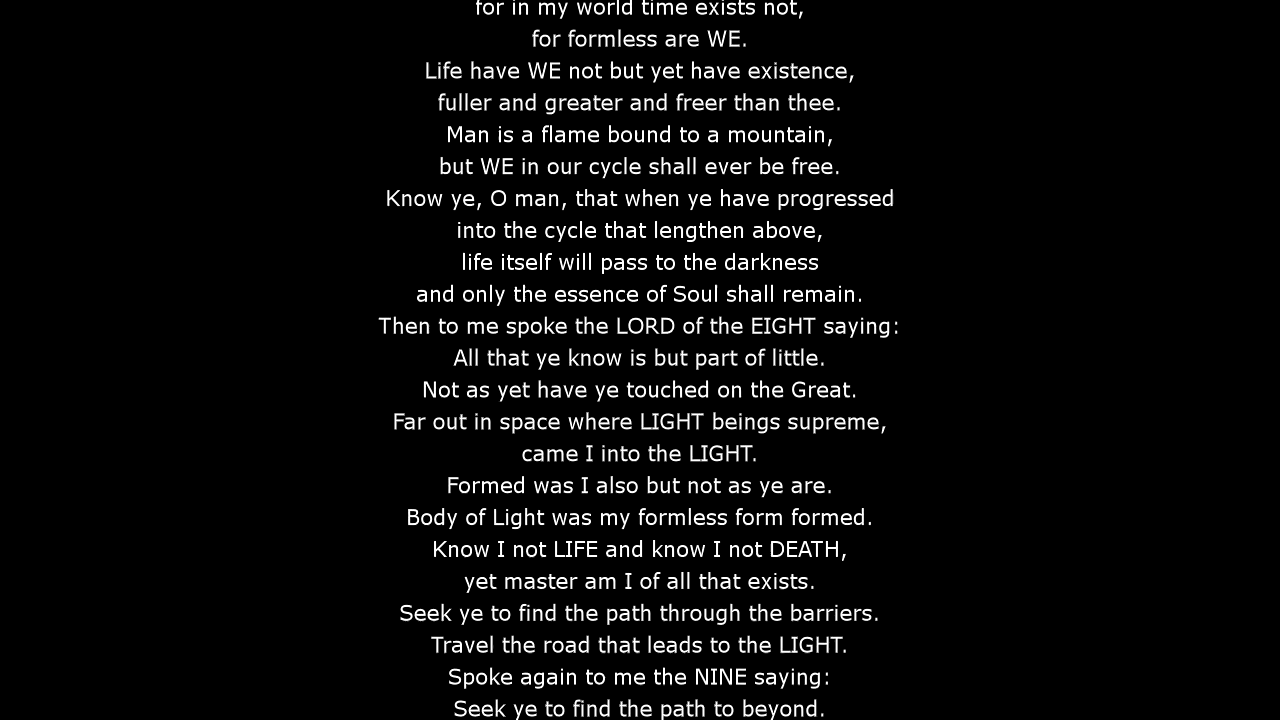 for in my world time exists not,
for formless are WE.
Life have WE not but yet have existence,
fuller and greater and freer than thee.
Man is a flame bound to a mountain,
but WE in our cycle shall ever be free.
Know ye, O man, that when ye have progressed
into the cycle that lengthen above,
life itself will pass to the darkness
and only the essence of Soul shall remain.
Then to me spoke the LORD of the EIGHT saying:
All that ye know is but part of little.
Not as yet have ye touched on the Great.
Far out in space where LIGHT beings supreme,
came I into the LIGHT.
Formed was I also but not as ye are.
Body of Light was my formless form formed.
Know I not LIFE and know I not DEATH,
yet master am I of all that exists.
Seek ye to find the path through the barriers.
Travel the road that leads to the LIGHT.
Spoke again to me the NINE saying:
Seek ye to find the path to beyond.